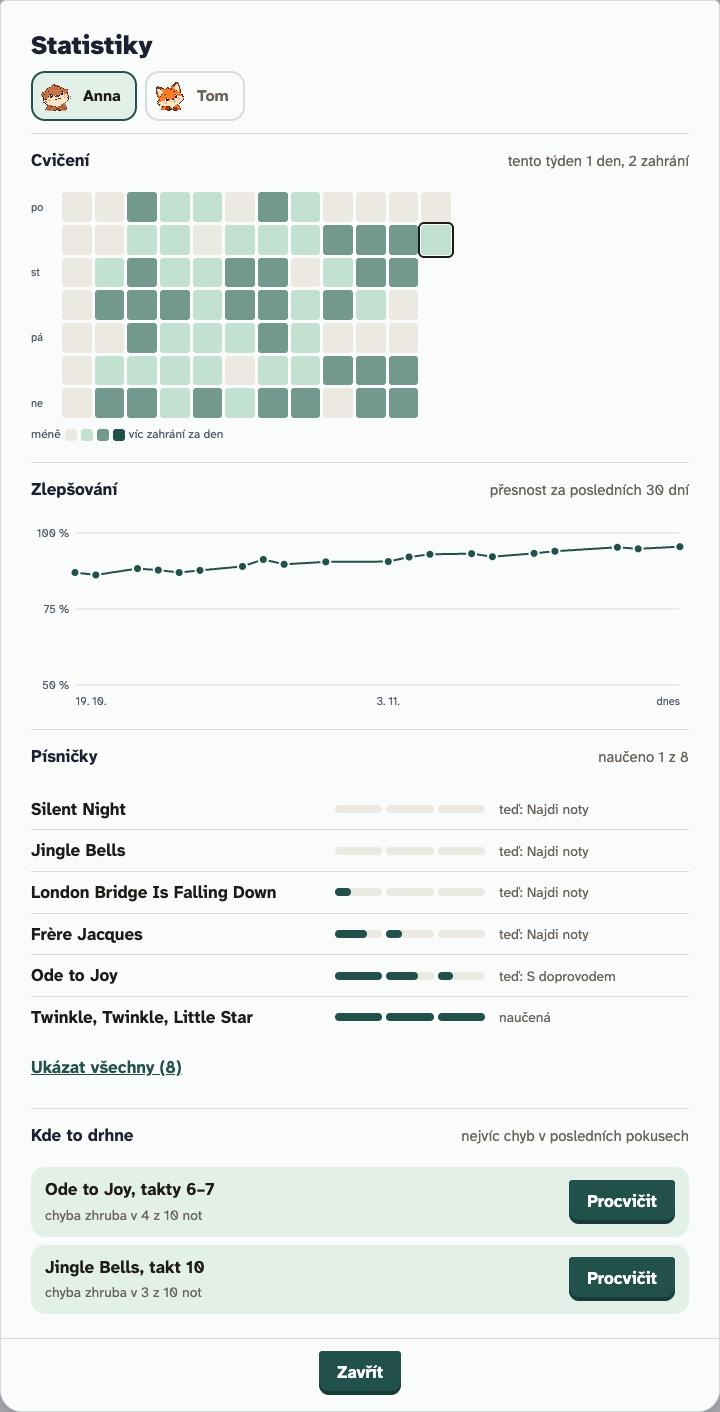 Statistiky
Anna
Tom
Cvičení
tento týden 1 den, 2 zahrání
po
st
pá
ne
méně
víc zahrání za den
Zlepšování
přesnost za posledních 30 dní
100 %
75 %
50 %
19. 10.
3. 11.
dnes
Písničky
naučeno 1 z 8
Silent Night
teď: Najdi noty
Jingle Bells
teď: Najdi noty
London Bridge Is Falling Down
teď: Najdi noty
Frère Jacques
teď: Najdi noty
Ode to Joy
teď: S doprovodem
Twinkle, Twinkle, Little Star
naučená
Ukázat všechny (8)
Kde to drhne
nejvíc chyb v posledních pokusech
Ode to Joy, takty 6–7
chyba zhruba v 4 z 10 not
Procvičit
Jingle Bells, takt 10
chyba zhruba v 3 z 10 not
Procvičit
Zavřít